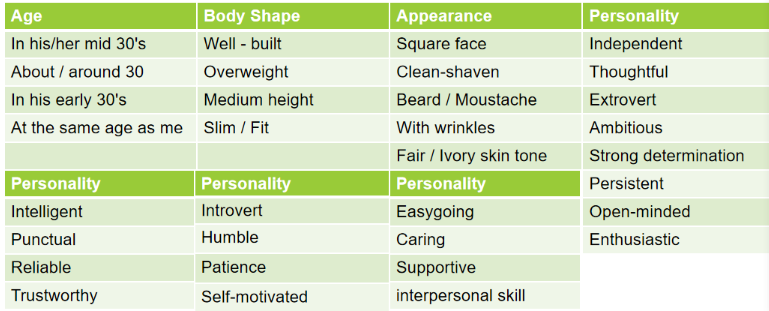 Age Body Shape Appearance Personality
In his/her mid 30's Well - built Square face Independent
About / around 30 Overweight Clean-shaven Thoughtful
In his early 30's Medium height Beard / Moustache Extrovert
At the same age as me Slim / Fit With wrinkles Ambitious
Fair / Ivory skin tone Strong determination
Personality Personality Personality Persistent
Intelligent Introvert Easygoing Open-minded
Punctual Humble Caring Enthusiastic
Reliable Patience Supportive
Trustworthy Self-motivated interpersonal skill